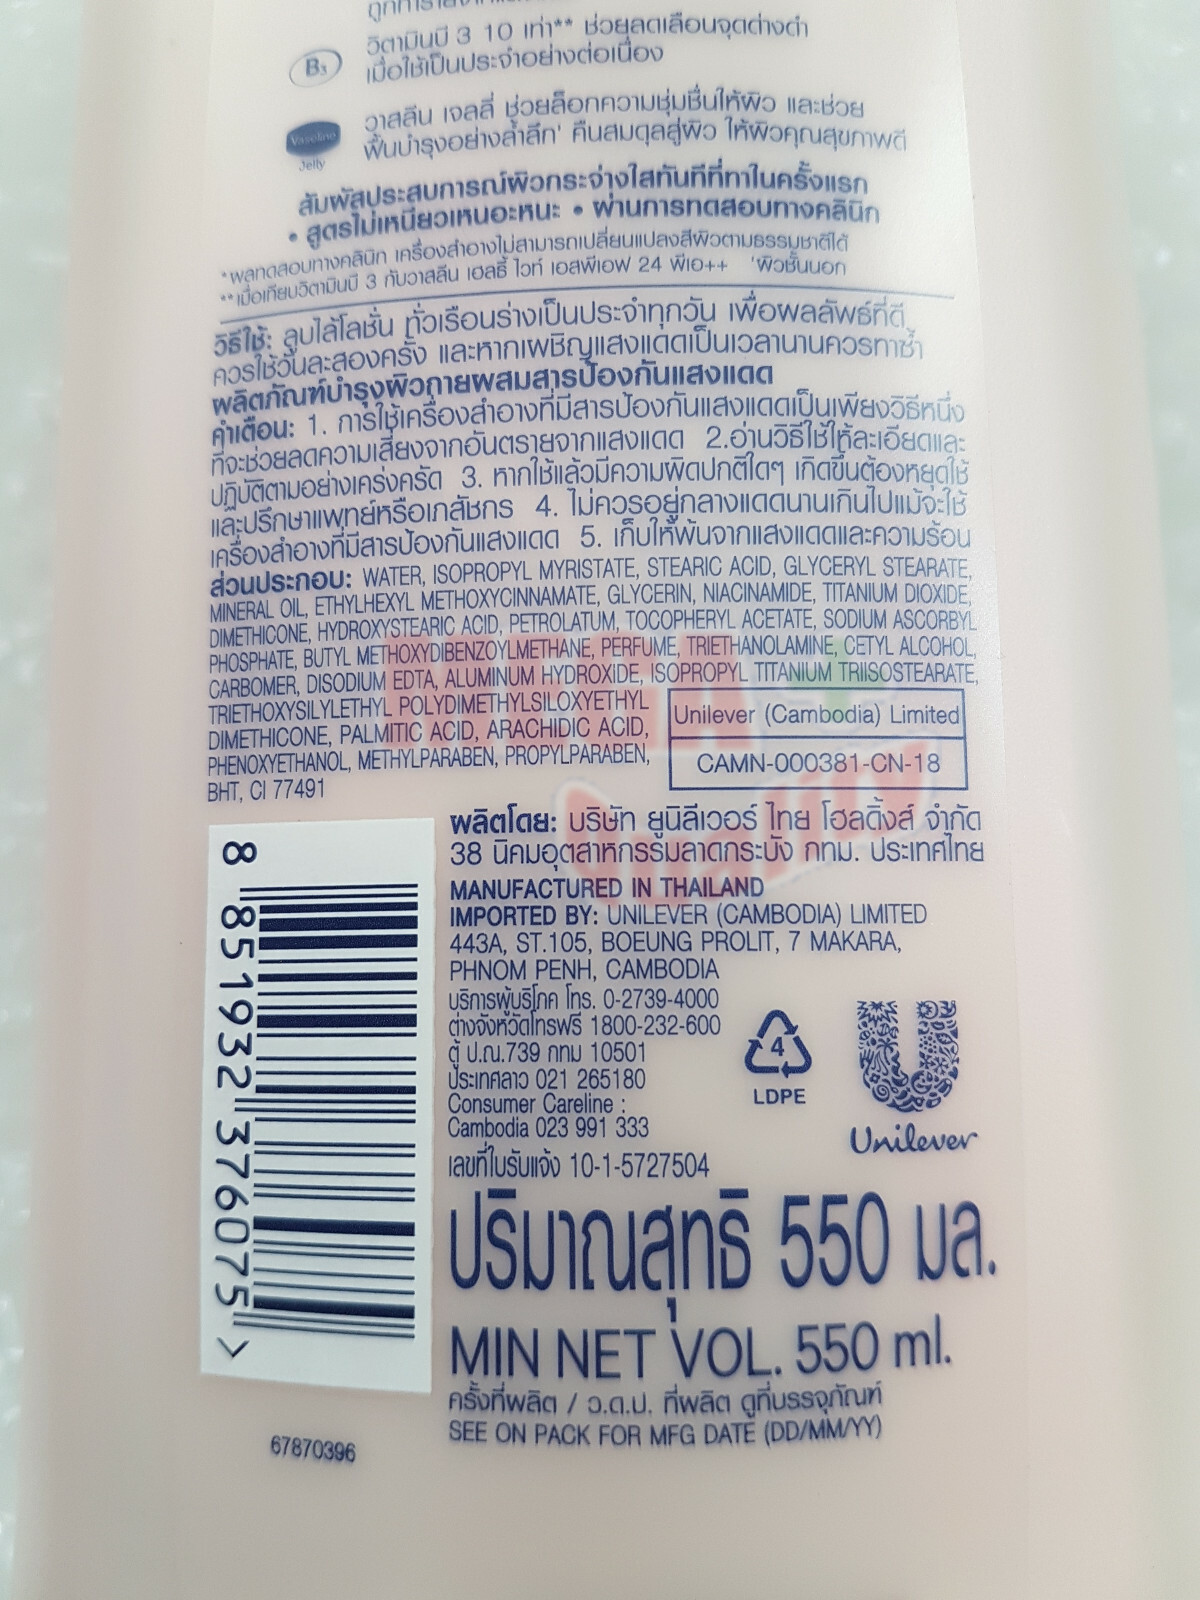 วิตามินบี 3 10 เท่า** ช่วยลดเลือนจุดด่างดำ
เมื่อใช้เป็นประจำอย่างต่อเนื่อง
B3
วาสลีน เจลลี่ ช่วยล็อกความชุ่มชื่นให้ผิว และช่วย
ฟื้นบำรุงอย่างล้ำลึก' คืนสมดุลสู่ผิว ให้ผิวคุณสุขภาพดี
Vaseline
Jelly
สัมผัสประสบการณ์ผิวกระจ่างใสทันทีที่ทาในครั้งแรก
• สูตรไม่เหนียวเหนอะหนะ • ผ่านการทดสอบทางคลินิก
*ผลทดสอบทางคลินิก เครื่องสำอางไม่สามารถเปลี่ยนแปลงสีผิวตามธรรมชาติได้
**เมื่อเทียบวิตามินบี 3 กับวาสลีน เฮลธี้ ไวท์ เอสพีเอฟ 24 พีเอ++ 'ผิวชั้นนอก
วิธีใช้: ลูบไล้โลชั่น ทั่วเรือนร่างเป็นประจำทุกวัน เพื่อผลลัพธ์ที่ดี
ควรใช้วันละสองครั้ง และหากเผชิญแสงแดดเป็นเวลานานควรทาซ้ำ
ผลิตภัณฑ์บำรุงผิวกายผสมสารป้องกันแสงแดด
คำเตือน: 1. การใช้เครื่องสำอางที่มีสารป้องกันแสงแดดเป็นเพียงวิธีหนึ่ง
ที่จะช่วยลดความเสี่ยงจากอันตรายจากแสงแดด 2.อ่านวิธีใช้ให้ละเอียดและ
ปฏิบัติตามอย่างเคร่งครัด 3. หากใช้แล้วมีความผิดปกติใดๆ เกิดขึ้นต้องหยุดใช้
และปรึกษาแพทย์หรือเภสัชกร 4. ไม่ควรอยู่กลางแดดนานเกินไปแม้จะใช้
เครื่องสำอางที่มีสารป้องกันแสงแดด 5. เก็บให้พ้นจากแสงแดดและความร้อน
ส่วนประกอบ: WATER, ISOPROPYL MYRISTATE, STEARIC ACID, GLYCERYL STEARATE,
MINERAL OIL, ETHYLHEXYL METHOXYCINNAMATE, GLYCERIN, NIACINAMIDE, TITANIUM DIOXIDE,
DIMETHICONE, HYDROXYSTEARIC ACID, PETROLATUM, TOCOPHERYL ACETATE, SODIUM ASCORBYL
PHOSPHATE, BUTYL METHOXYDIBENZOYLMETHANE, PERFUME, TRIETHANOLAMINE, CETYL ALCOHOL,
CARBOMER, DISODIUM EDTA, ALUMINUM HYDROXIDE, ISOPROPYL TITANIUM TRIISOSTEARATE,
TRIETHOXYSILYLETHYL POLYDIMETHYLSILOXYETHYL
DIMETHICONE, PALMITIC ACID, ARACHIDIC ACID,
PHENOXYETHANOL, METHYLPARABEN, PROPYLPARABEN,
BHT, CI 77491
Unilever (Cambodia) Limited
CAMN-000381-CN-18
ผลิตโดย: บริษัท ยูนิลีเวอร์ ไทย โฮลดิ้งส์ จำกัด
38 นิคมอุตสาหกรรมลาดกระบัง กทม. ประเทศไทย
MANUFACTURED IN THAILAND
IMPORTED BY: UNILEVER (CAMBODIA) LIMITED
443A, ST.105, BOEUNG PROLIT, 7 MAKARA,
PHNOM PENH, CAMBODIA
บริการผู้บริโภค โทร. 0-2739-4000
ต่างจังหวัดโทรฟรี 1800-232-600
ตู้ ป.ณ.739 กทม 10501
ประเทศลาว 021 265180
Consumer Careline :
Cambodia 023 991 333
เลขที่ใบรับแจ้ง 10-1-5727504
4
LDPE
Unilever
ปริมาณสุทธิ 550 มล.
MIN NET VOL. 550 ml.
ครั้งที่ผลิต / ว.ด.ป. ที่ผลิต ดูที่บรรจุภัณฑ์
SEE ON PACK FOR MFG DATE (DD/MM/YY)
8 851932 376075 >
67870396